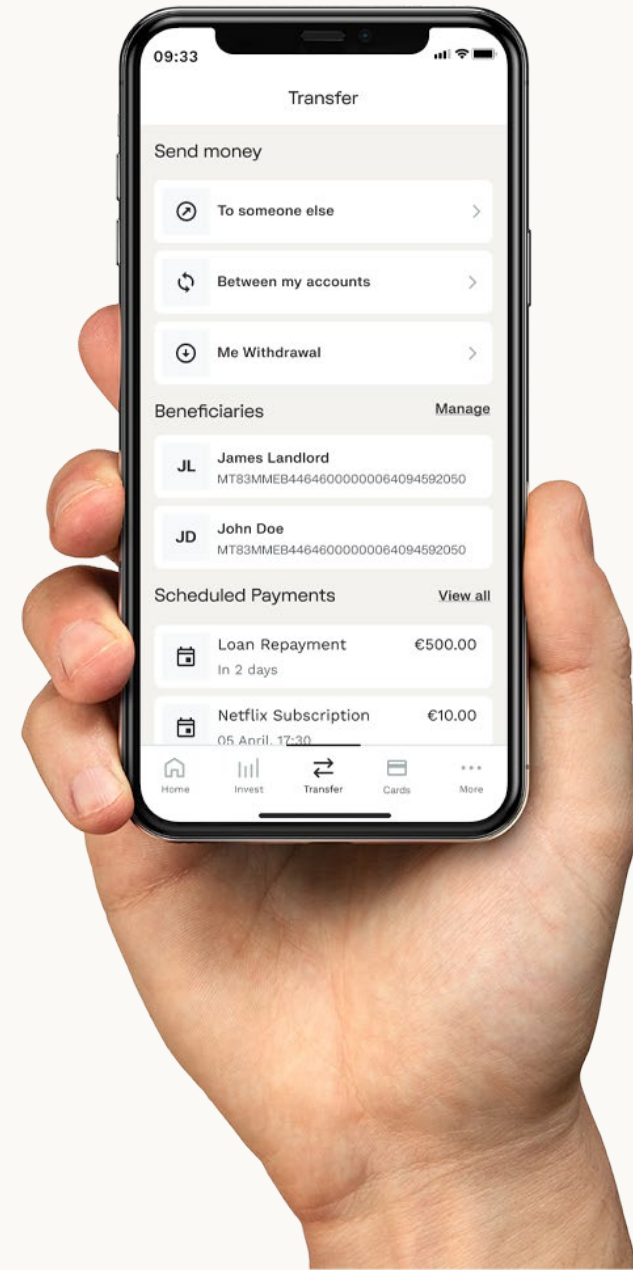 09:33
Transfer
Send money
To someone else
Between my accounts
Me Withdrawal
Beneficiaries
Manage
JL
James Landlord
MT83MMEB44646000000064094592050
JD
John Doe
MT83MMEB44646000000064094592050
Scheduled Payments
View all
Loan Repayment
€500.00
In 2 days
Netflix Subscription
€10.00
05 April, 17:30
Home
Invest
Transfer
Cards
More